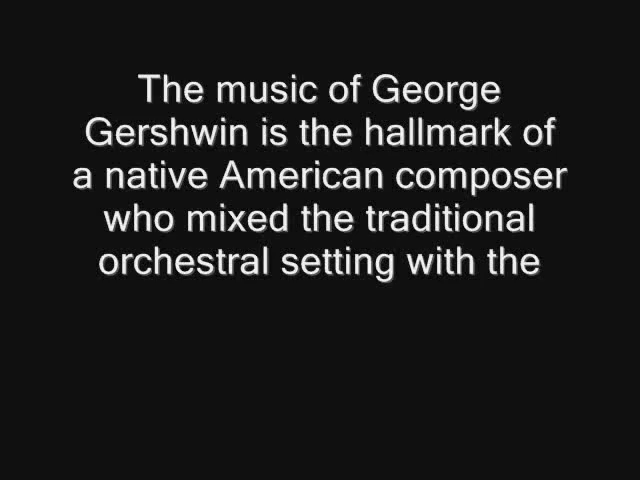 The music of George
Gershwin is the hallmark of
a native American composer
who mixed the traditional
orchestral setting with the